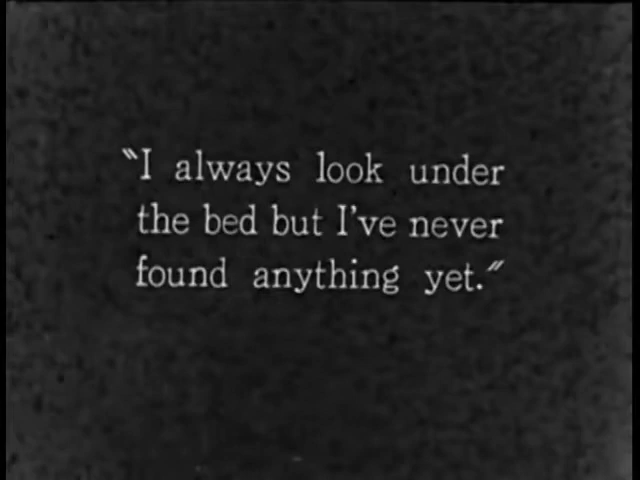 "I always look under
the bed but I've never
found anything yet."